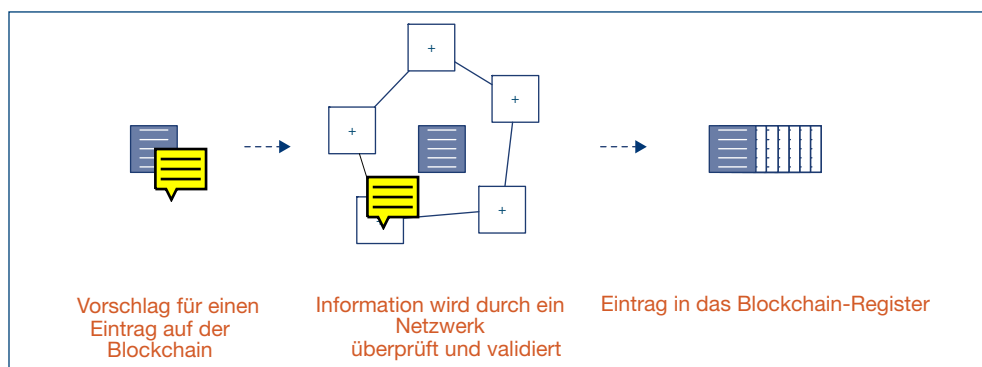 +
+
+
+
Vorschlag für einen
Eintrag auf der
Blockchain
Information wird durch ein
Netzwerk
überprüft und validiert
Eintrag in das Blockchain-Register